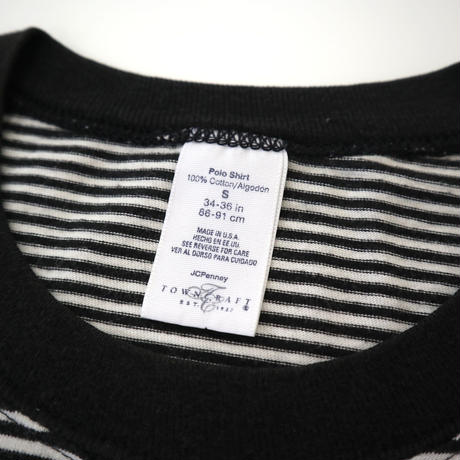 Polo Shirt
100% Cotton/Algodon
S
34-36 in
86-91 cm
MADE IN U.S.A.
HECHO EN EE.UU.
SEE REVERSE FOR CARE
VER AL DORSO PARA CUIDADO
JCPenney
TOWNCRAFT
EST. 1927